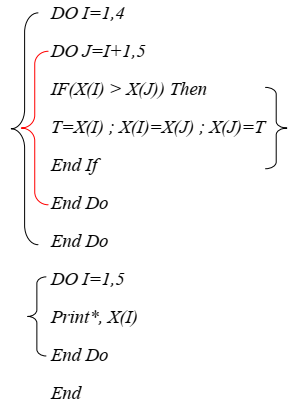 DO I=1,4
DO J=I+1,5
IF(X(I) > X(J)) Then
T=X(I) ; X(I)=X(J) ; X(J)=T
End If
End Do
End Do
DO I=1,5
Print*, X(I)
End Do
End